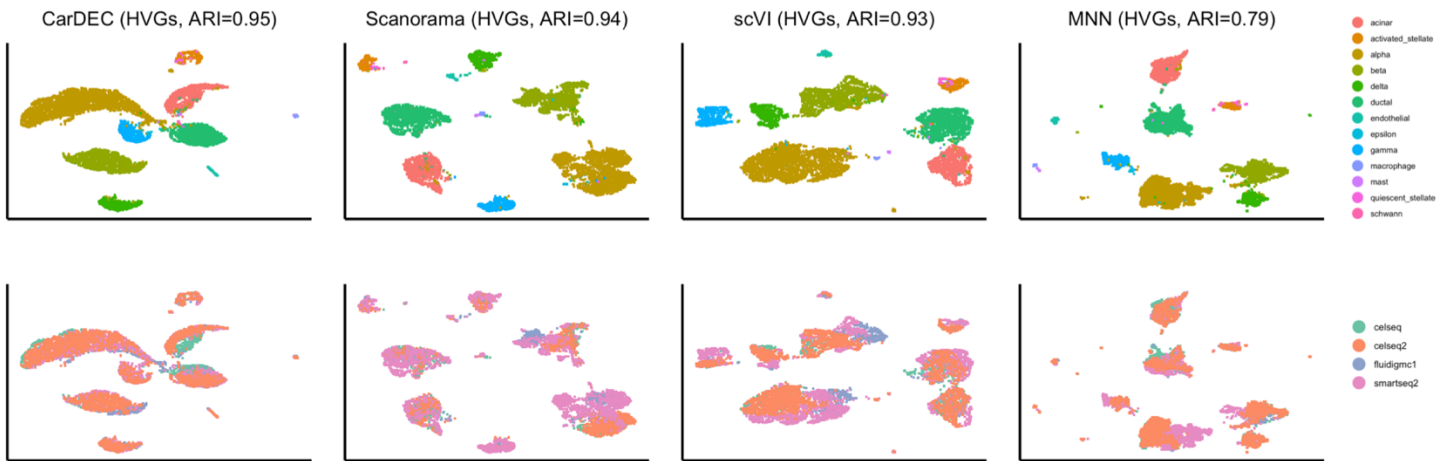 CarDEC (HVGs, ARI=0.95)
Scanorama (HVGs, ARI=0.94)
scVI (HVGs, ARI=0.93)
MNN (HVGs, ARI=0.79)
acinar
activated_stellate
alpha
beta
delta
ductal
endothelial
epsilon
gamma
macrophage
mast
quiescent_stellate
schwann
celseq
celseq2
fluidigmc1
smartseq2